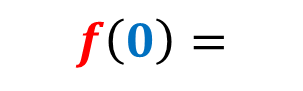 f(0) =